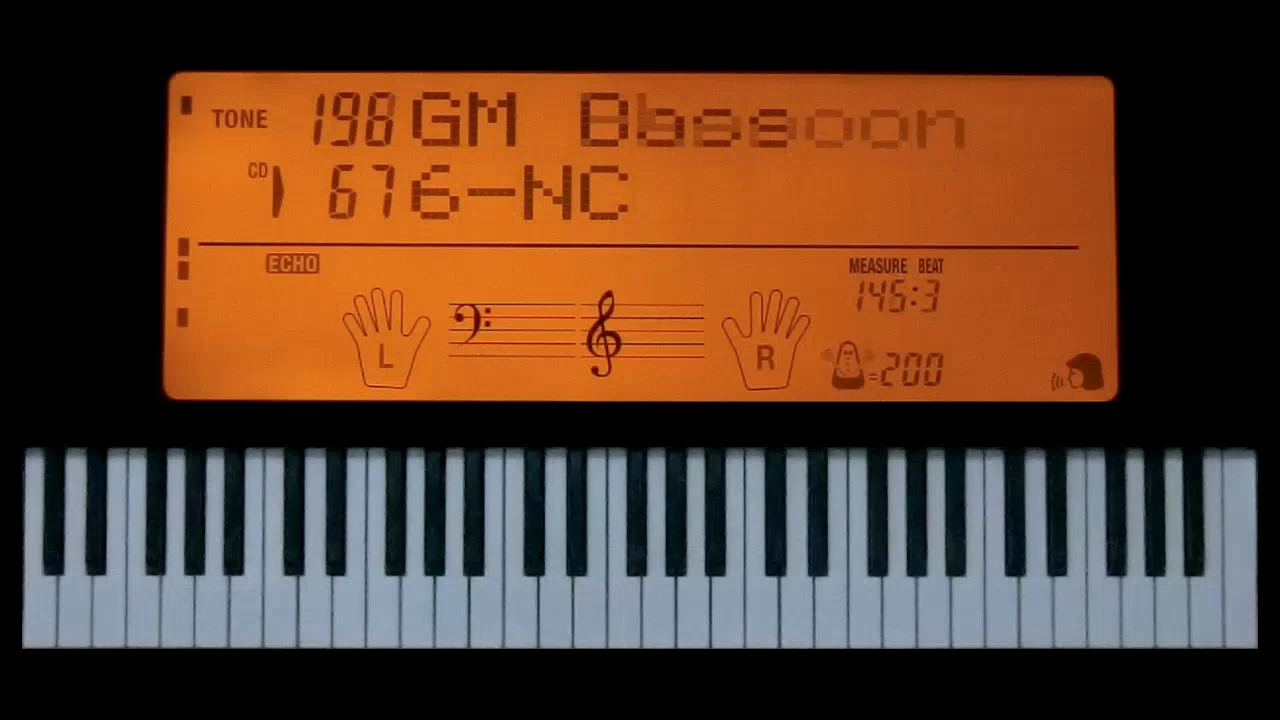 TONE 198 GM Bassoon
CD 676-NC
ECHO
MEASURE BEAT
145:3
L
R
=200